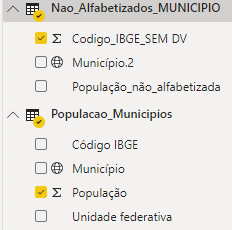 Nao_Alfabetizados_MUNICIPIO
Codigo_IBGE_SEM DV
Município.2
População_não_alfabetizada
Populacao_Municipios
Código IBGE
Município
População
Unidade federativa